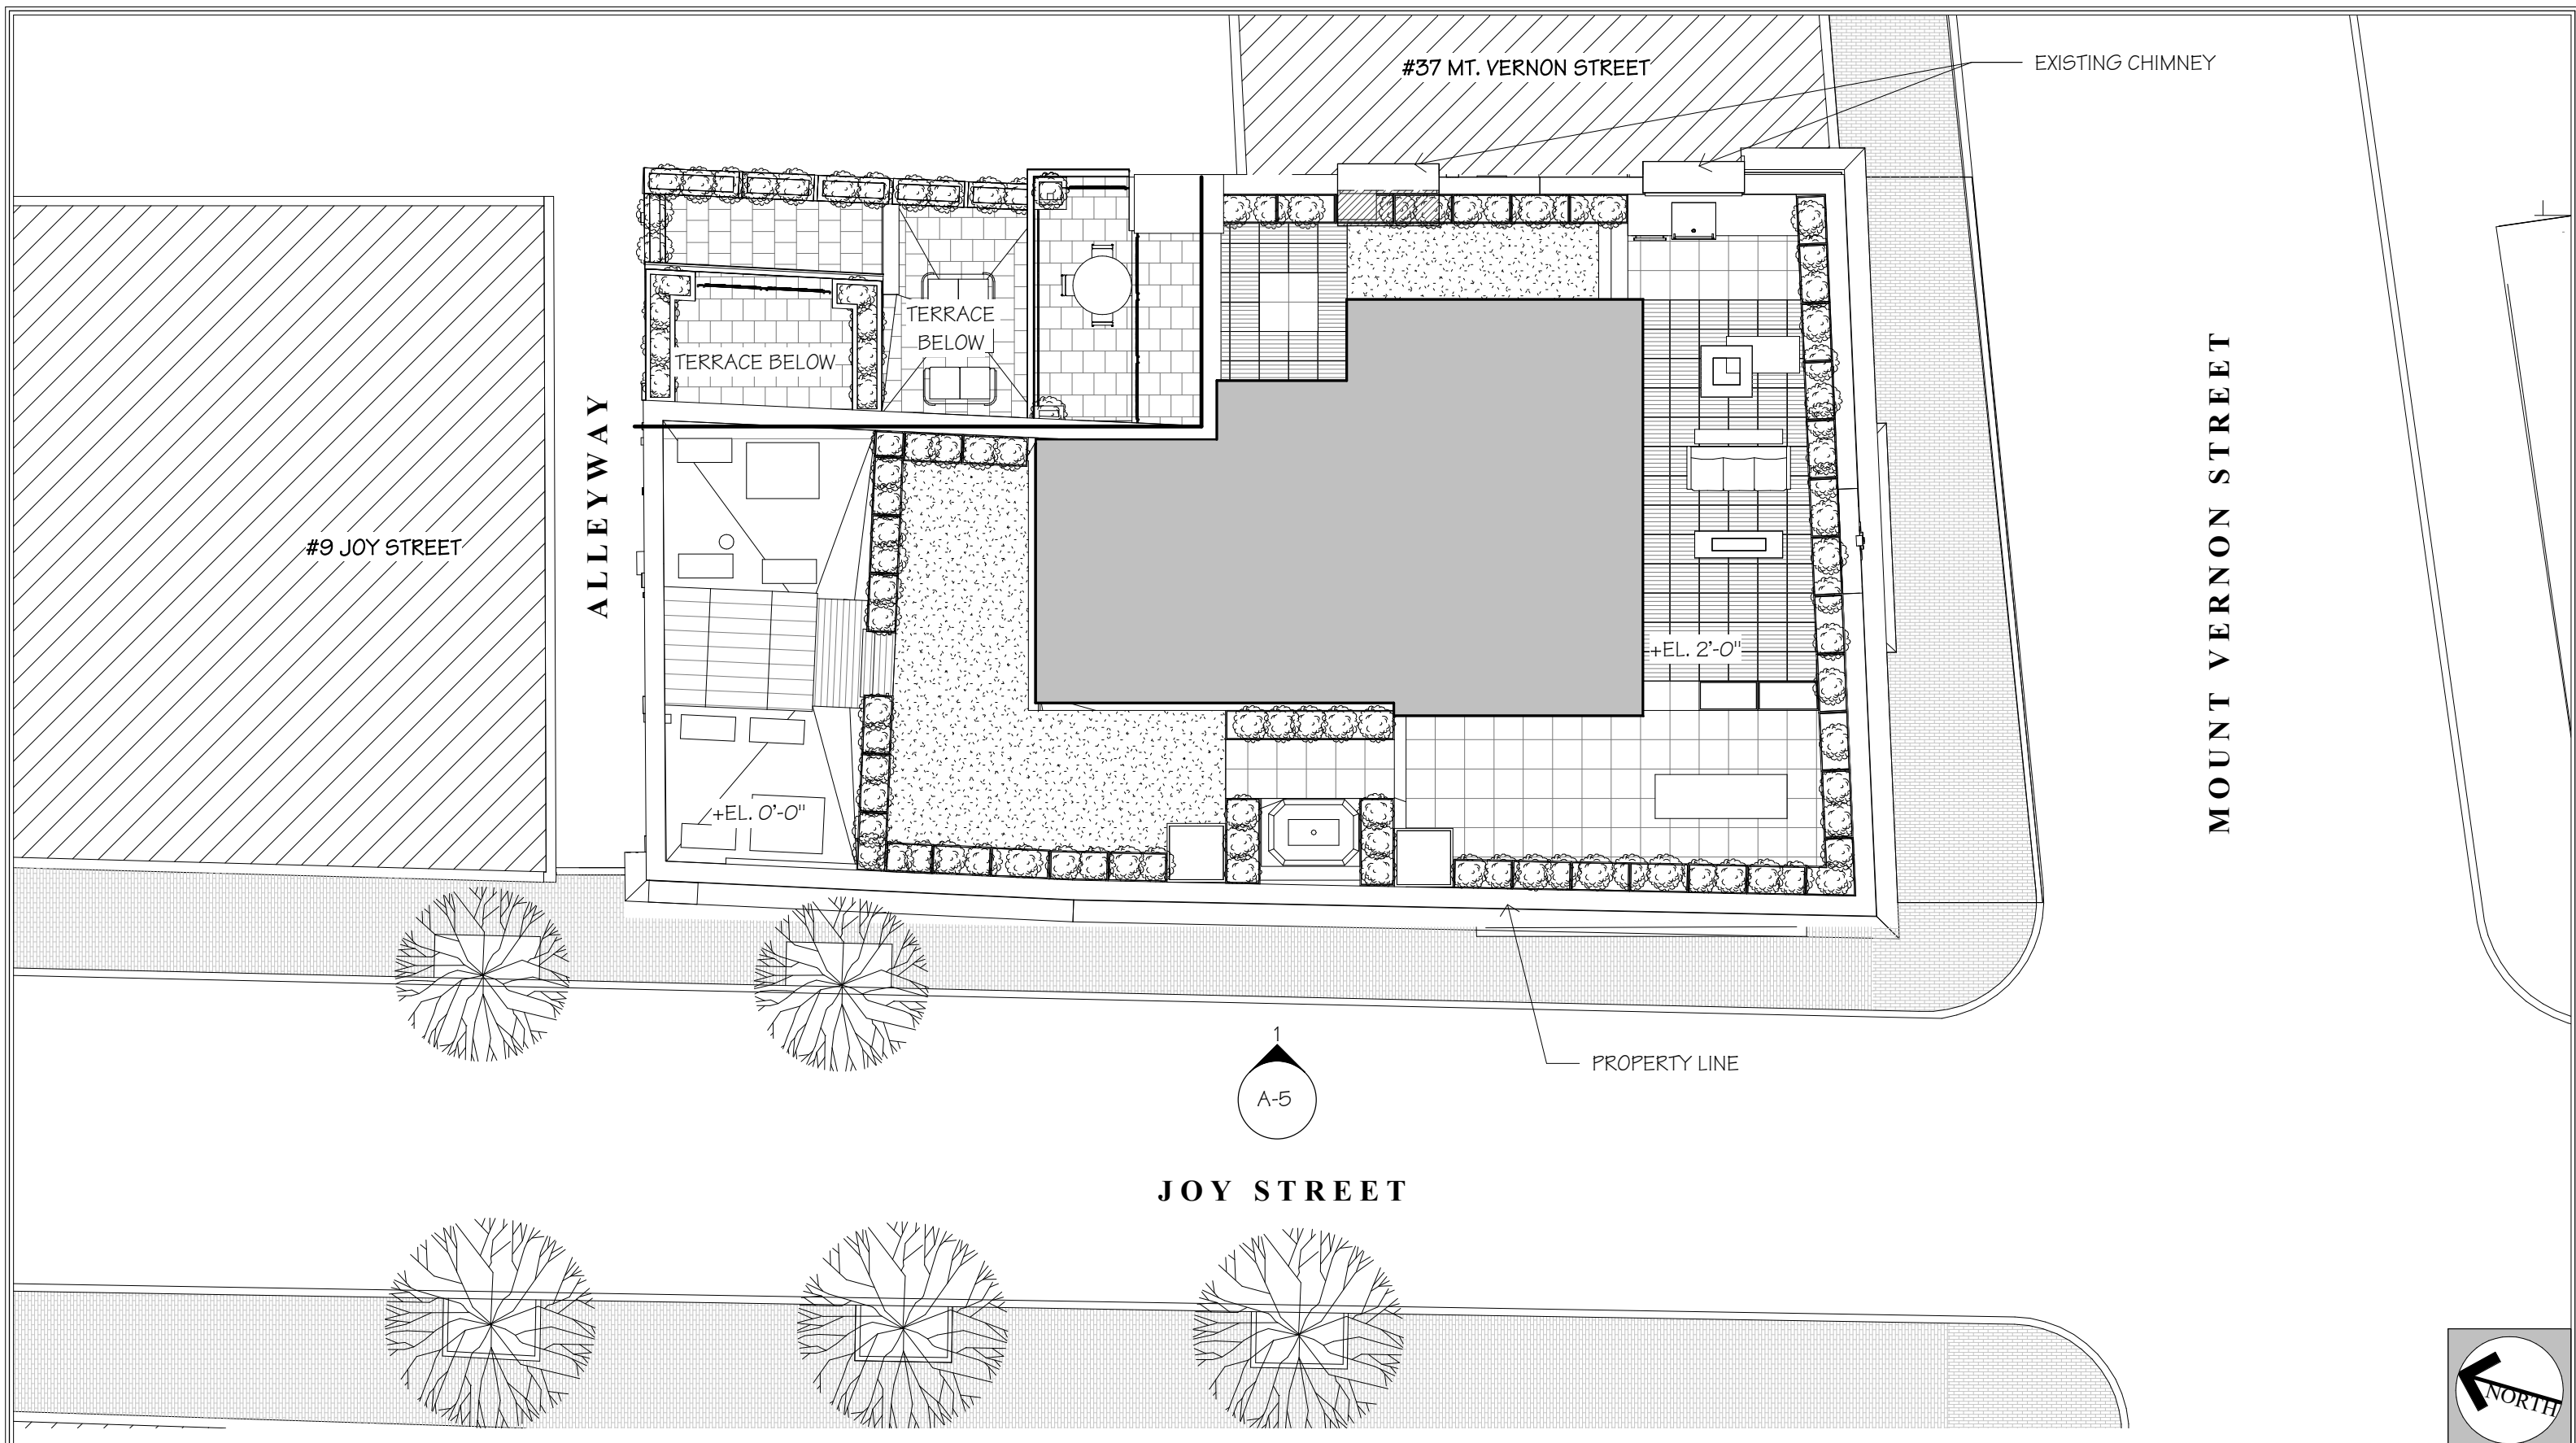 #37 MT. VERNON STREET
EXISTING CHIMNEY
TERRACE
BELOW
TERRACE BELOW
ALLEYWAY
#9 JOY STREET
MOUNT VERNON STREET
+EL. 2'-0"
+EL. 0'-0"
1
A-5
PROPERTY LINE
JOY STREET
NORTH